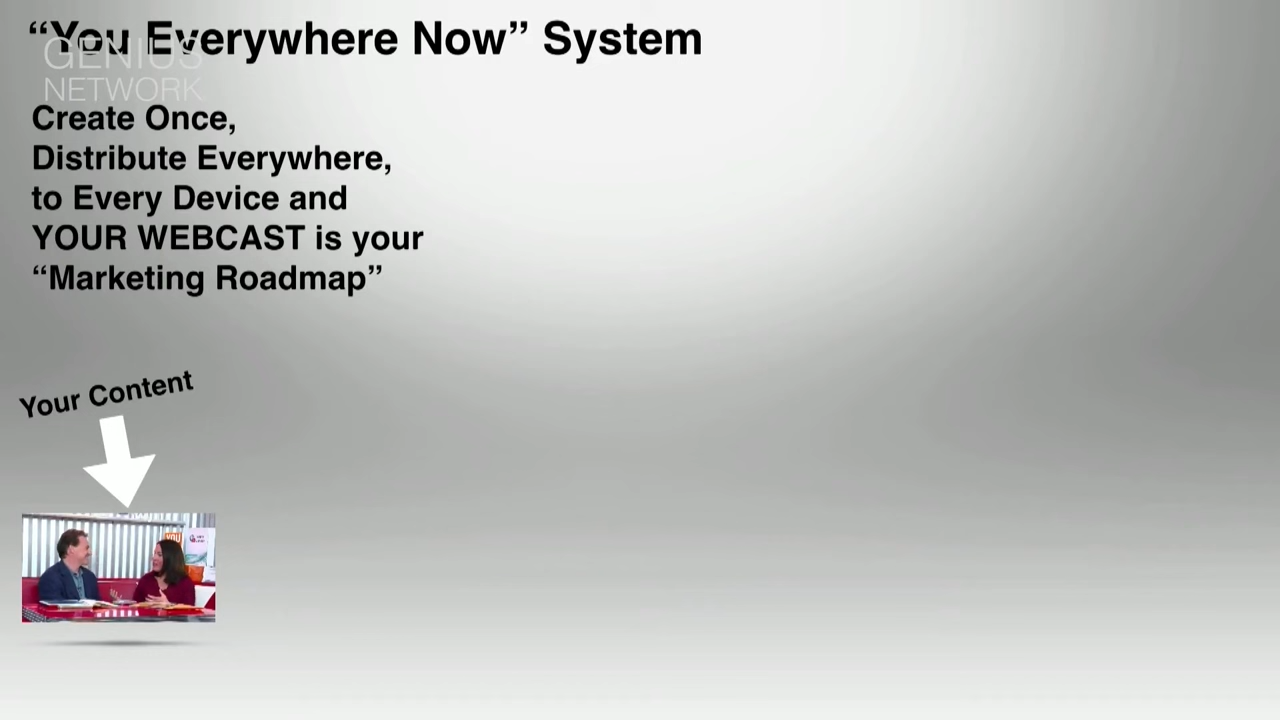 “You Everywhere Now” System
GENIUS
NETWORK
Create Once,
Distribute Everywhere,
to Every Device and
YOUR WEBCAST is your
“Marketing Roadmap”
Your Content
YOU